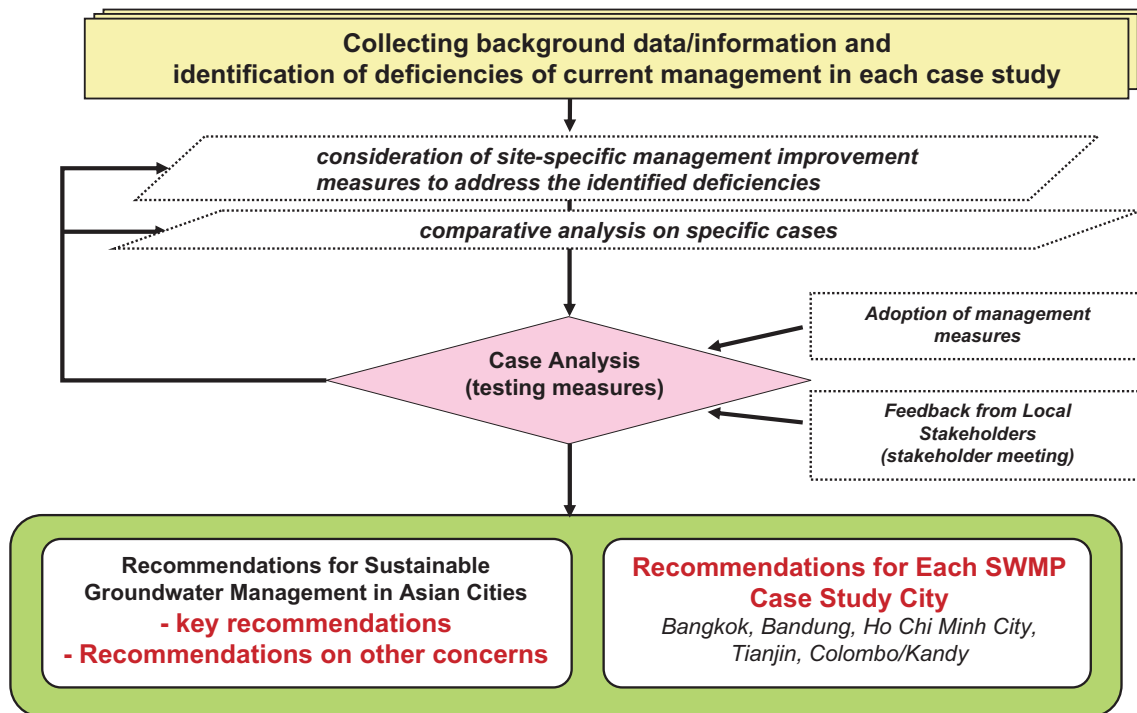 Collecting background data/information and
identification of deficiencies of current management in each case study
consideration of site-specific management improvement
measures to address the identified deficiencies
comparative analysis on specific cases
Adoption of management
measures
Case Analysis
(testing measures)
Feedback from Local
Stakeholders
(stakeholder meeting)
Recommendations for Sustainable
Groundwater Management in Asian Cities
- key recommendations
- Recommendations on other concerns
Recommendations for Each SWMP
Case Study City
Bangkok, Bandung, Ho Chi Minh City,
Tianjin, Colombo/Kandy